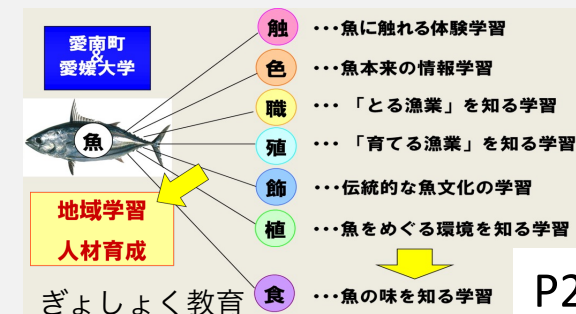 愛南町
&
愛媛大学
魚
地域学習
人材育成
ぎょしょく教育
触 ･･･魚に触れる体験学習
色 ･･･魚本来の情報学習
職 ･･･「とる漁業」を知る学習
殖 ･･･「育てる漁業」を知る学習
飾 ･･･伝統的な魚文化の学習
植 ･･･魚をめぐる環境を知る学習
食 ･･･魚の味を知る学習
P2